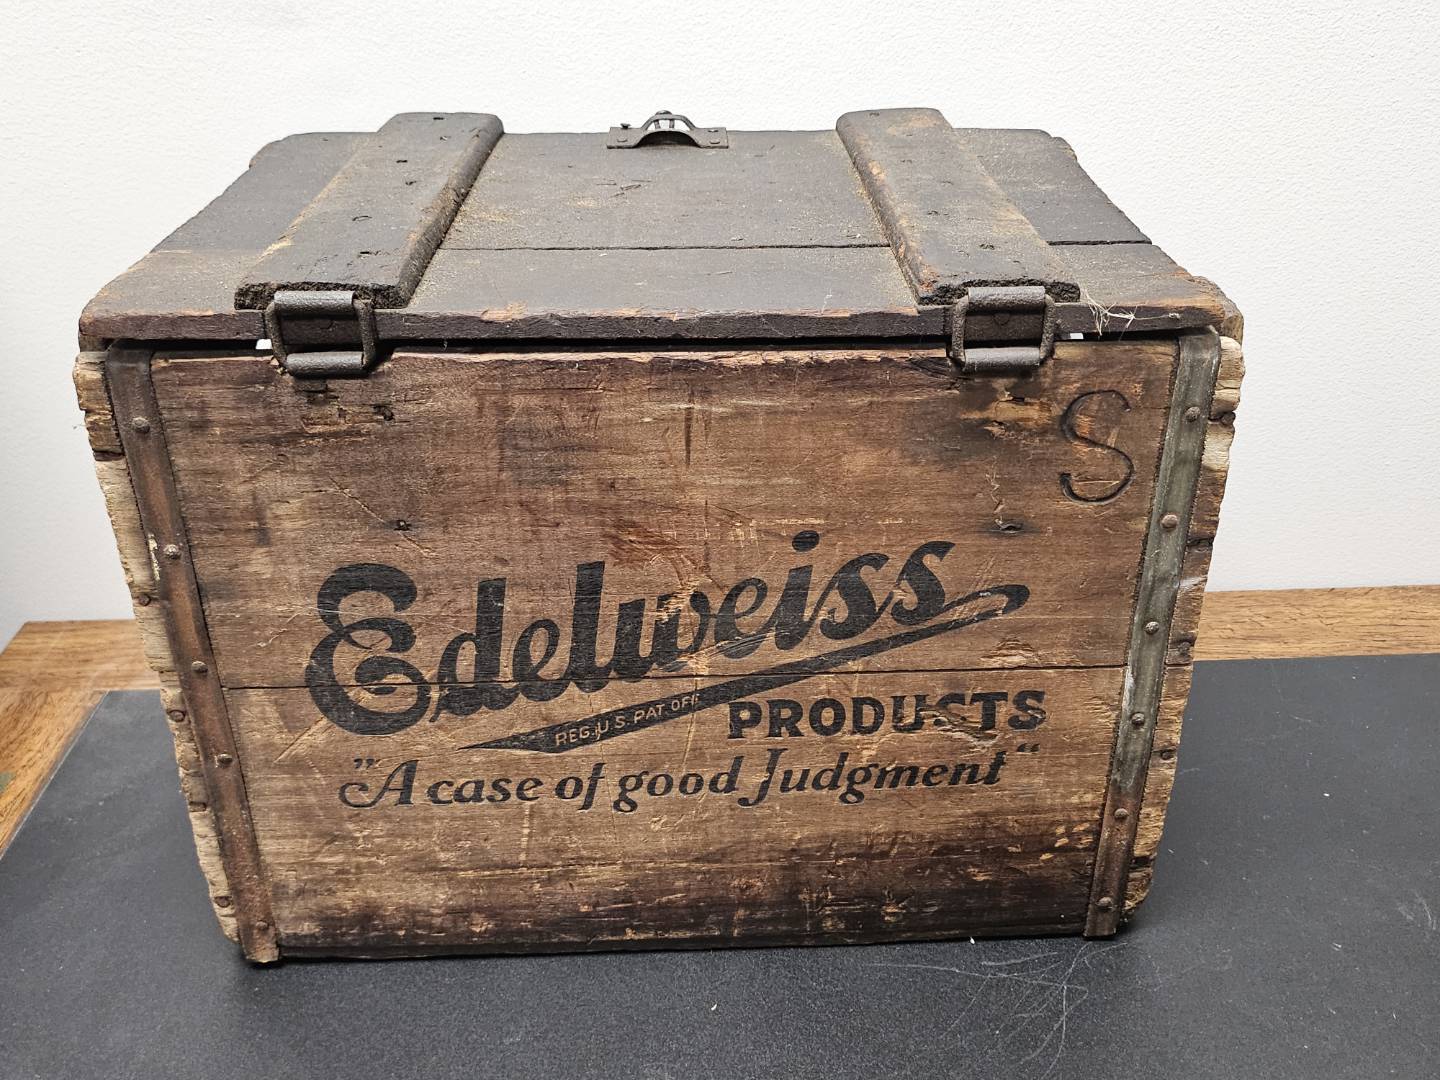 S
Edelweiss
REG. U.S. PAT. OFF.
PRODUCTS
"A case of good Judgment"